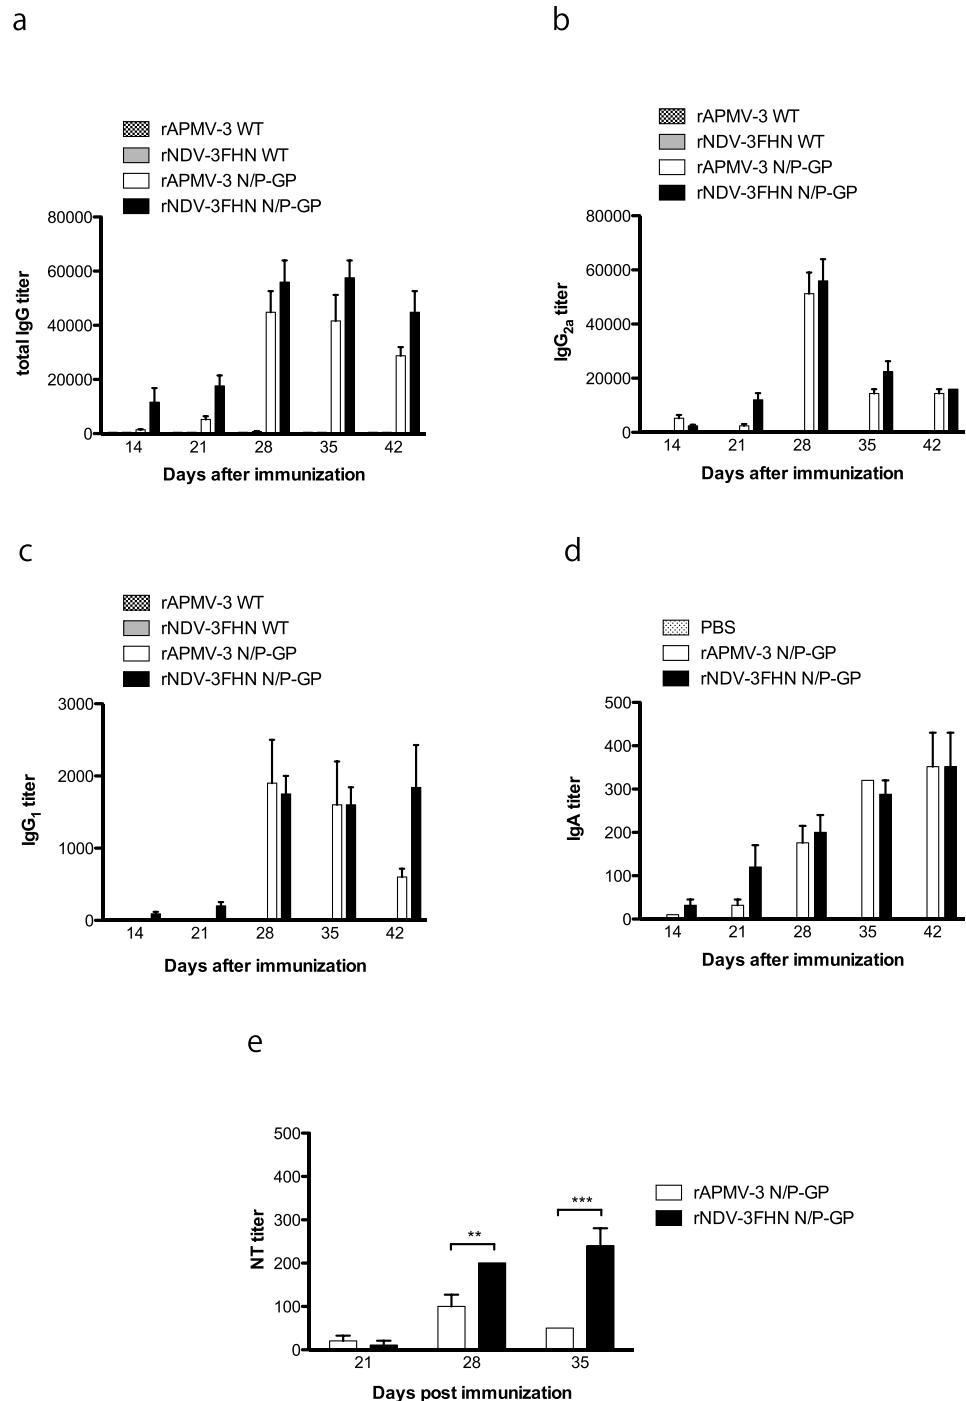 a
rAPMV-3 WT
rNDV-3FHN WT
rAPMV-3 N/P-GP
rNDV-3FHN N/P-GP
80000
60000
40000
20000
0
total IgG titer
14 21 28 35 42
Days after immunization
b
rAPMV-3 WT
rNDV-3FHN WT
rAPMV-3 N/P-GP
rNDV-3FHN N/P-GP
80000
60000
40000
20000
0
IgG2a titer
14 21 28 35 42
Days after immunization
c
rAPMV-3 WT
rNDV-3FHN WT
rAPMV-3 N/P-GP
rNDV-3FHN N/P-GP
3000
2000
1000
0
IgG1 titer
14 21 28 35 42
Days after immunization
d
PBS
rAPMV-3 N/P-GP
rNDV-3FHN N/P-GP
500
400
300
200
100
0
IgA titer
14 21 28 35 42
Days after immunization
e
500
400
300
200
100
0
NT titer
**
***
rAPMV-3 N/P-GP
rNDV-3FHN N/P-GP
21 28 35
Days post immunization